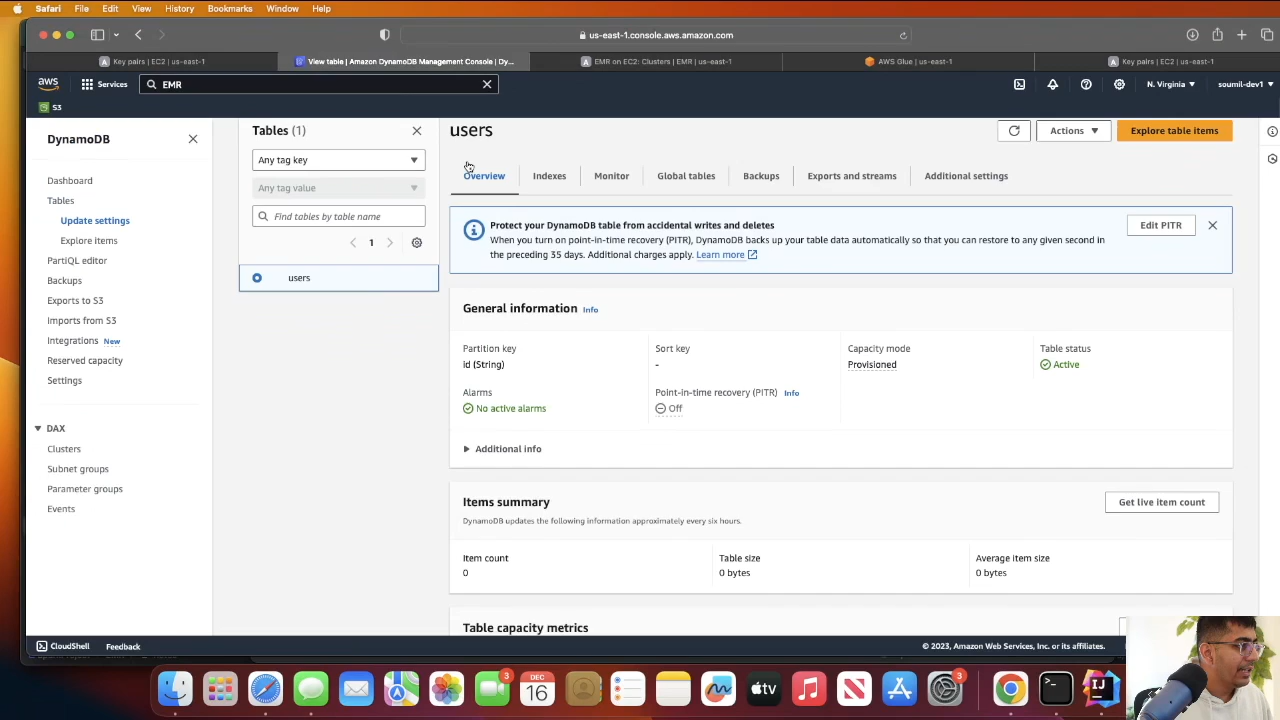 Safari File Edit View History Bookmarks Window Help
us-east-1.console.aws.amazon.com
Key pairs | EC2 | us-east-1
View table | Amazon DynamoDB Management Console | Dy...
EMR on EC2: Clusters | EMR | us-east-1
AWS Glue | us-east-1
Key pairs | EC2 | us-east-1
aws Services EMR N. Virginia soumil-dev1
S3
DynamoDB
Dashboard
Tables
Update settings
Explore items
PartiQL editor
Backups
Exports to S3
Imports from S3
Integrations New
Reserved capacity
Settings
DAX
Clusters
Subnet groups
Parameter groups
Events
Tables (1)
Any tag key
Any tag value
Find tables by table name
1
users
users
Actions Explore table items
Overview Indexes Monitor Global tables Backups Exports and streams Additional settings
Protect your DynamoDB table from accidental writes and deletes
When you turn on point-in-time recovery (PITR), DynamoDB backs up your table data automatically so that you can restore to any given second in
the preceding 35 days. Additional charges apply. Learn more
Edit PITR
General information Info
Partition key
id (String)
Sort key
-
Capacity mode
Provisioned
Table status
Active
Alarms
No active alarms
Point-in-time recovery (PITR) Info
Off
Additional info
Items summary
Get live item count
DynamoDB updates the following information approximately every six hours.
Item count
0
Table size
0 bytes
Average item size
0 bytes
Table capacity metrics
CloudShell Feedback © 2023, Amazon Web Services, Inc. or its affiliates.
3
DEC
16
tv
3